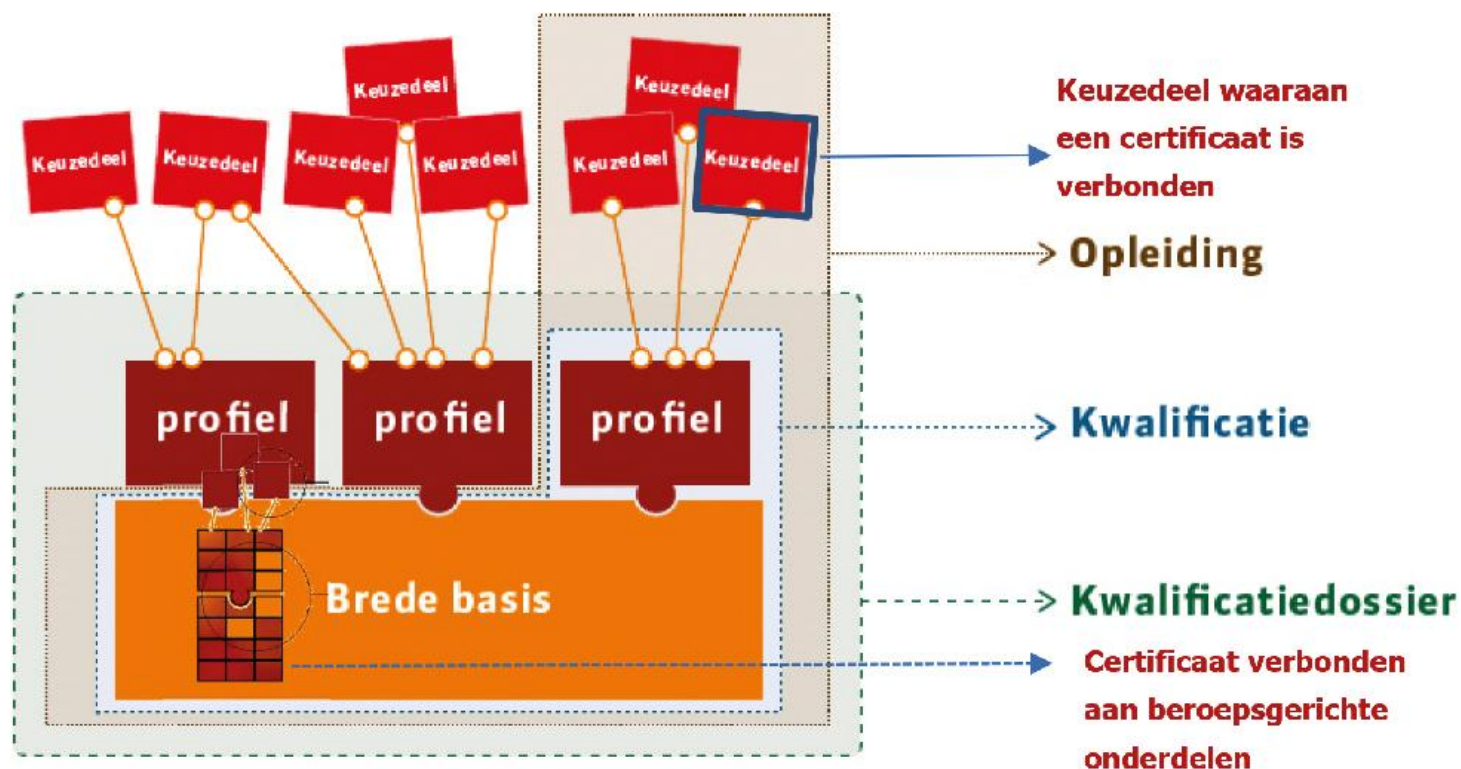 Keuzedeel
Keuzedeel
Keuzedeel
Keuzedeel
Keuzedeel
Keuzedeel
Keuzedeel
Keuzedeel
Keuzedeel waaraan
een certificaat is
verbonden
Opleiding
profiel
profiel
profiel
Kwalificatie
Brede basis
Kwalificatiedossier
Certificaat verbonden
aan beroepsgerichte
onderdelen